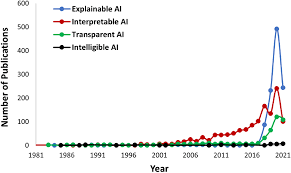 600
500
400
300
200
100
0
Number of Publications
Explainable AI
Interpretable AI
Transparent AI
Intelligible AI
1981 1986 1991 1996 2001 2006 2011 2016 2021
Year